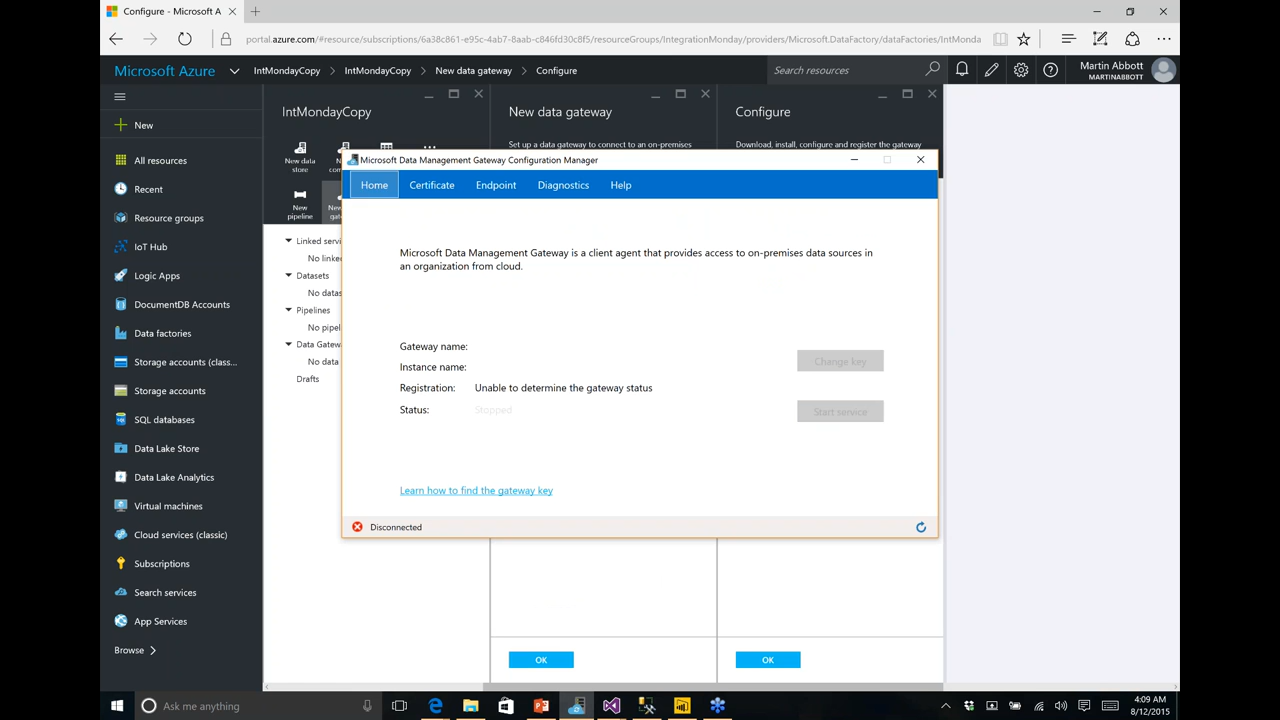 Configure - Microsoft A
portal.azure.com/#resource/subscriptions/6a38c861-e95c-4ab7-8aab-c846fd30c8f5/resourceGroups/IntegrationMonday/providers/Microsoft.DataFactory/dataFactories/IntMonda
Microsoft Azure
IntMondayCopy
IntMondayCopy
New data gateway
Configure
Search resources
Martin Abbott
MARTINABBOTT
New
All resources
Recent
Resource groups
IoT Hub
Logic Apps
DocumentDB Accounts
Data factories
Storage accounts (class...
Storage accounts
SQL databases
Data Lake Store
Data Lake Analytics
Virtual machines
Cloud services (classic)
Subscriptions
Search services
App Services
Browse
IntMondayCopy
New data
store
New
pipeline
Linked servi
No linke
Datasets
No datas
Pipelines
No pipel
Data Gatew
No data
Drafts
New data gateway
Set up a data gateway to connect to an on-premises
Configure
Download, install, configure and register the gateway
Microsoft Data Management Gateway Configuration Manager
Home
Certificate
Endpoint
Diagnostics
Help
Microsoft Data Management Gateway is a client agent that provides access to on-premises data sources in
an organization from cloud.
Gateway name:
Instance name:
Registration: Unable to determine the gateway status
Status: Stopped
Change key
Start service
Learn how to find the gateway key
Disconnected
OK
OK
Ask me anything
4:09 AM
8/12/2015